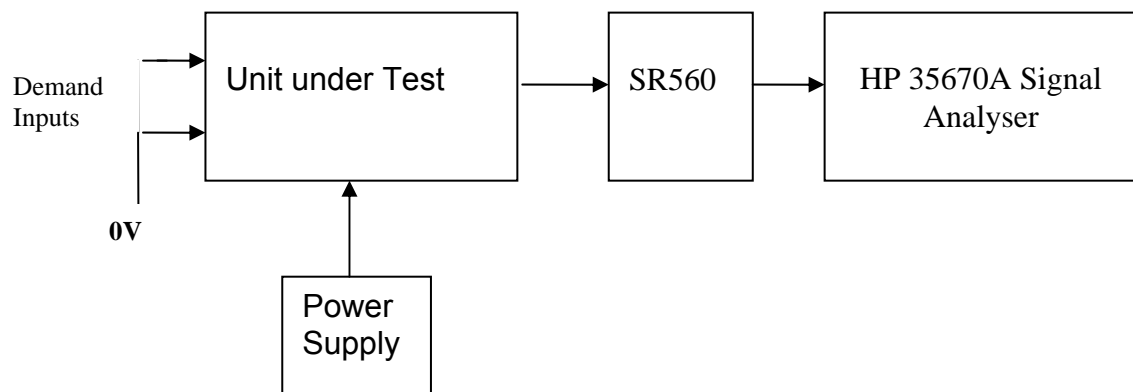 Demand
Inputs
0V
Unit under Test
Power
Supply
SR560
HP 35670A Signal
Analyser